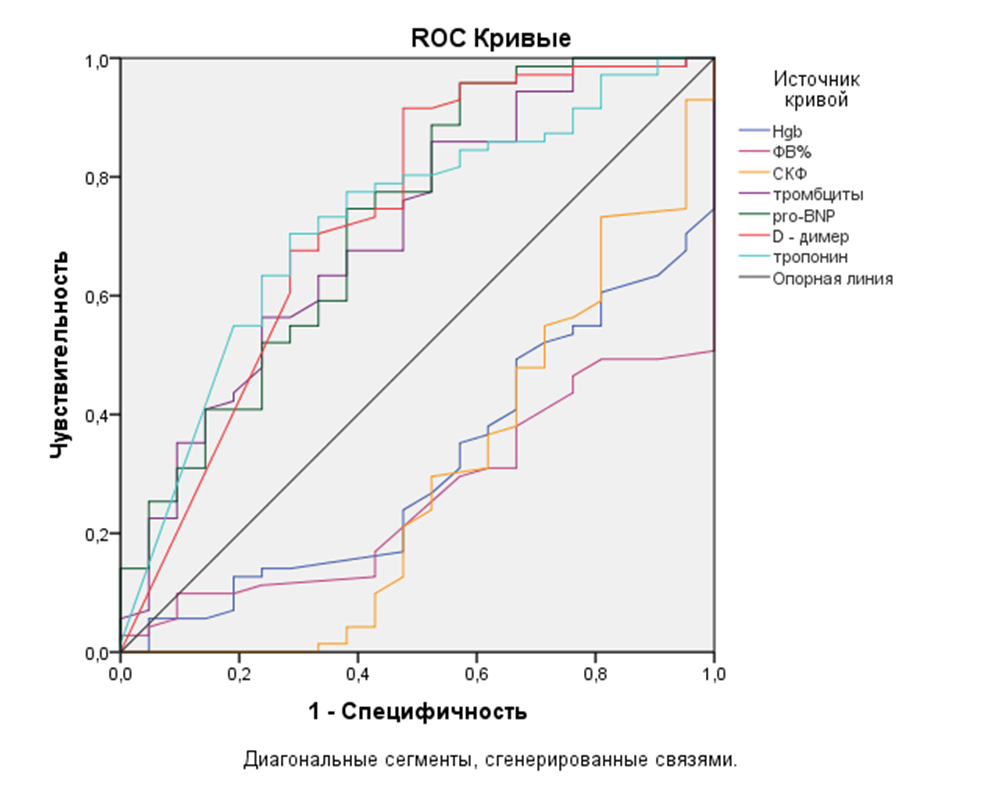 ROC Кривые
Источник
кривой
Hgb
ФВ%
СКФ
тромбциты
pro-BNP
D - димер
тропонин
Опорная линия
Чувствительность
1,0
0,8
0,6
0,4
0,2
0,0
0,0 0,2 0,4 0,6 0,8 1,0
1 - Специфичность
Диагональные сегменты, сгенерированные связями.